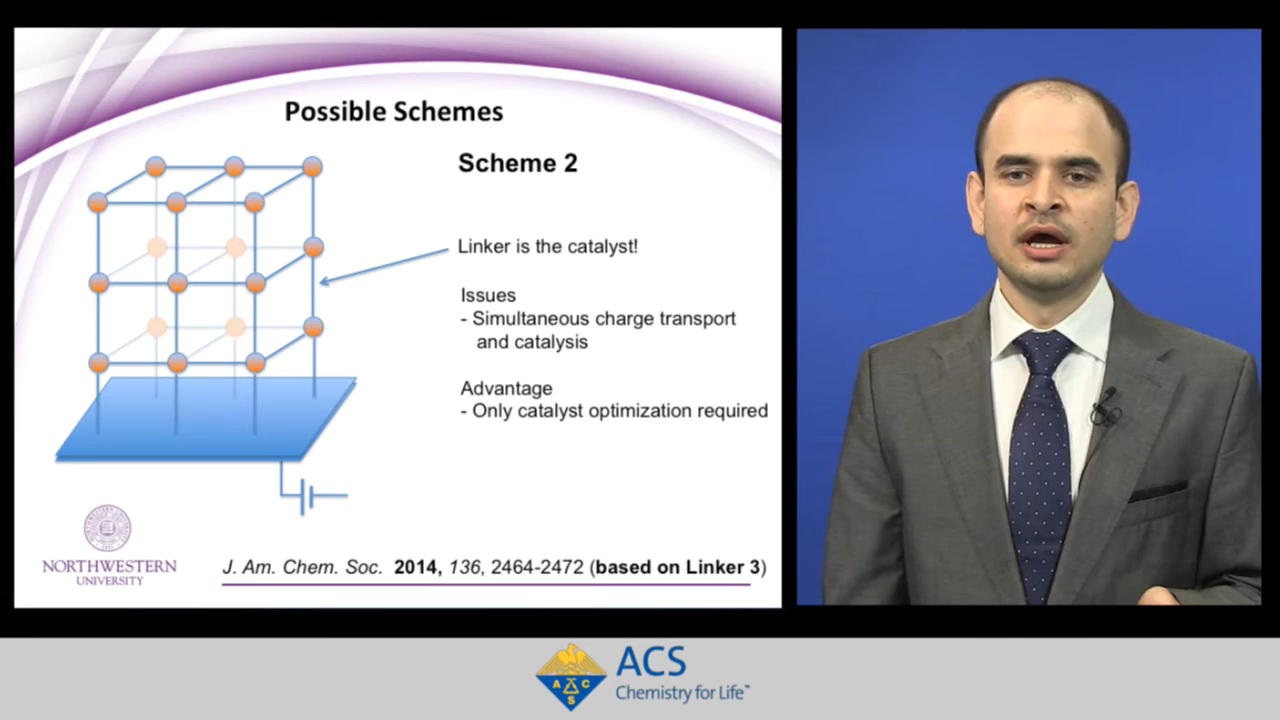 Possible Schemes
Scheme 2
Linker is the catalyst!
Issues
- Simultaneous charge transport
and catalysis
Advantage
- Only catalyst optimization required
NORTHWESTERN
UNIVERSITY
J. Am. Chem. Soc. 2014, 136, 2464-2472 (based on Linker 3)
A C S
ACS
Chemistry for Life™